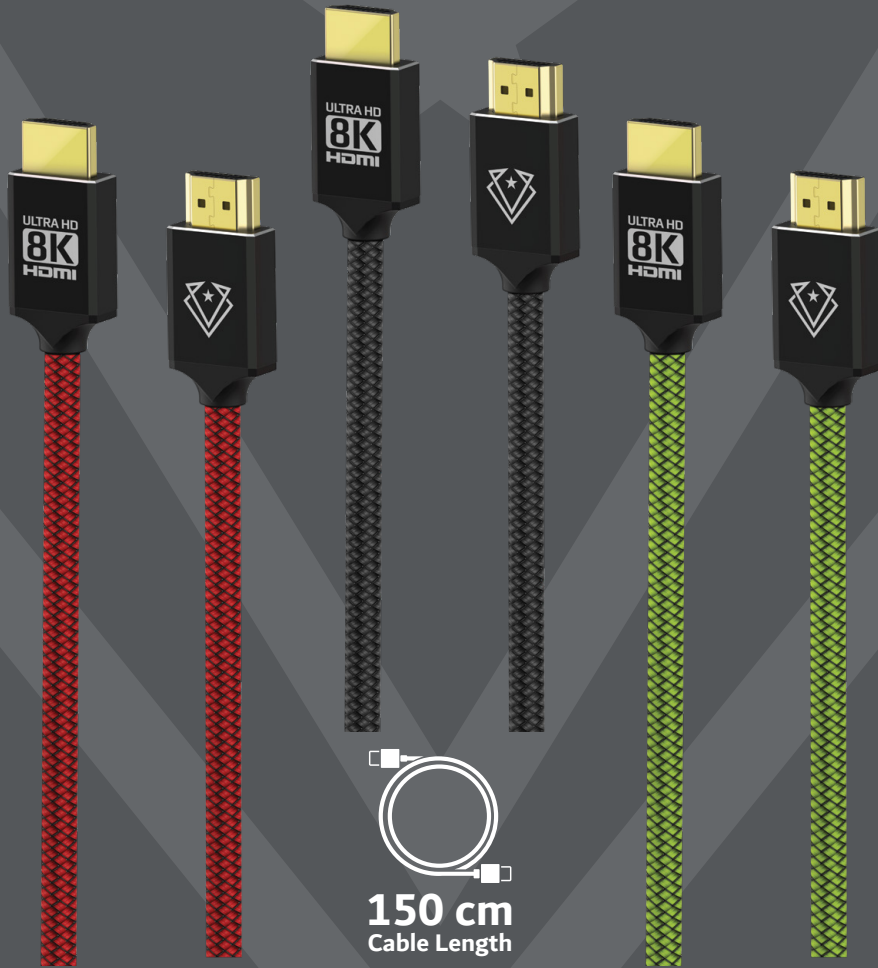 ULTRA HD
8K
HDMI
ULTRA HD
8K
HDMI
ULTRA HD
8K
HDMI
150 cm
Cable Length